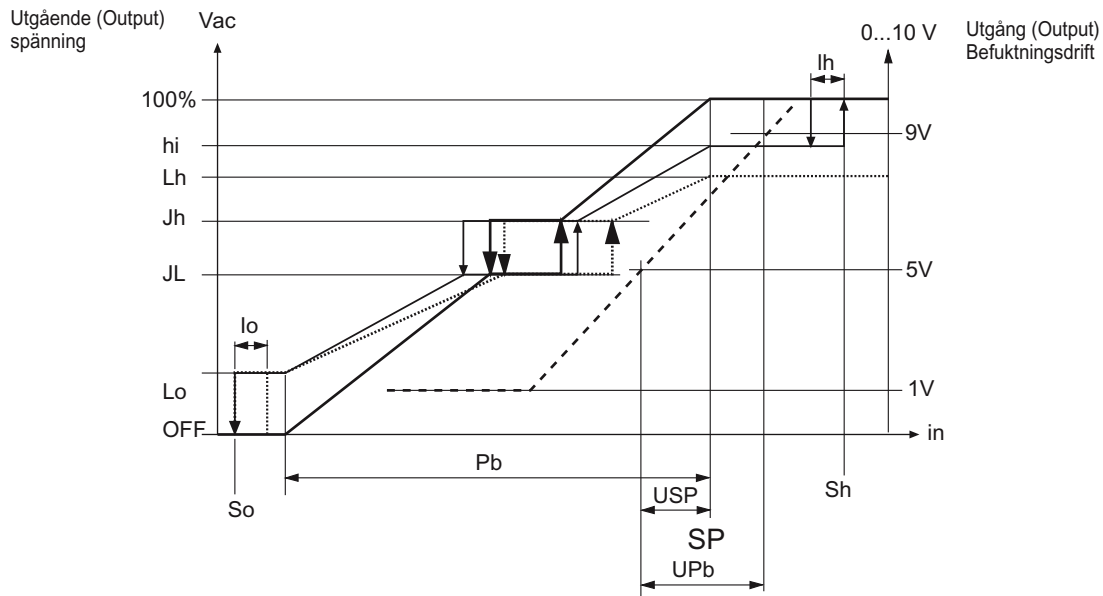 Utgående (Output)
spänning
Vac
0...10 V
Utgång (Output)
Befuktningsdrift
Ih
100%
hi
9V
Lh
Jh
JL
5V
Io
Lo
1V
OFF
in
Pb
So
USP
Sh
SP
UPb